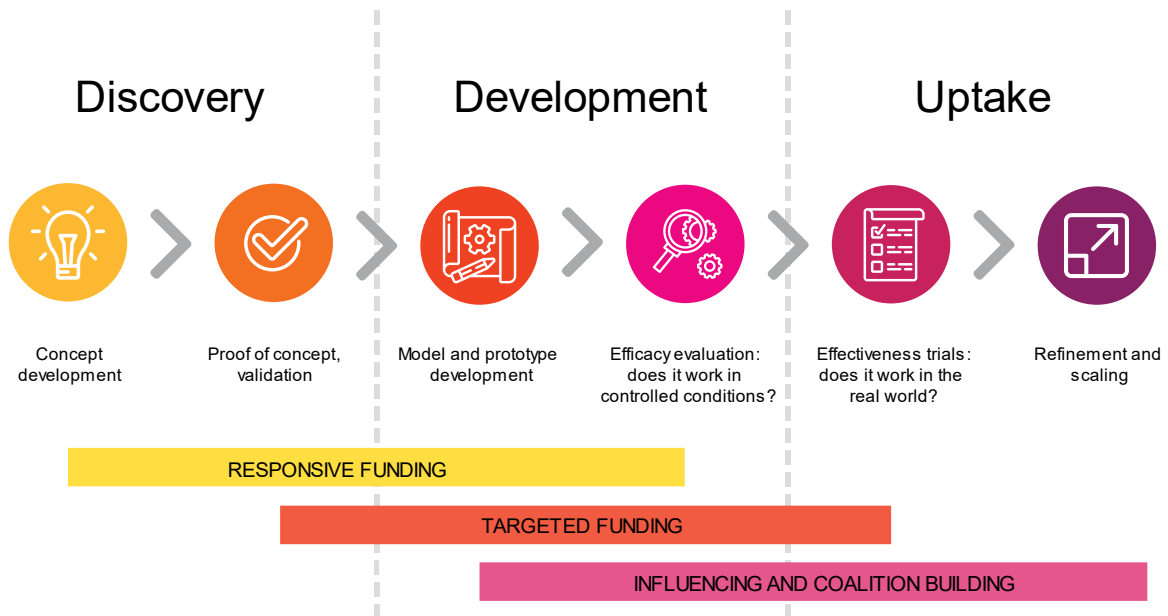 Discovery
Development
Uptake
Concept
development
Proof of concept,
validation
Model and prototype
development
Efficacy evaluation:
does it work in
controlled conditions?
Effectiveness trials:
does it work in the
real world?
Refinement and
scaling
RESPONSIVE FUNDING
TARGETED FUNDING
INFLUENCING AND COALITION BUILDING